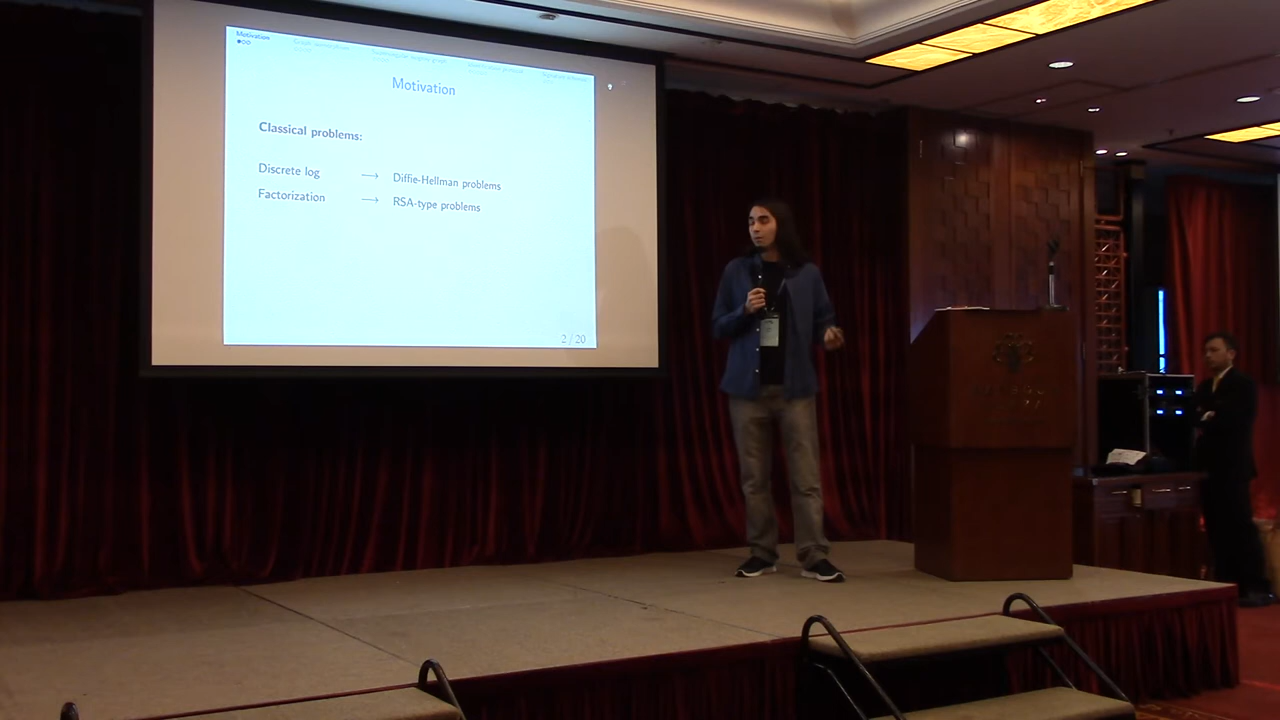 Motivation
Motivation
Classical problems:
Discrete log → Diffie-Hellman problems
Factorization → RSA-type problems
2 / 20